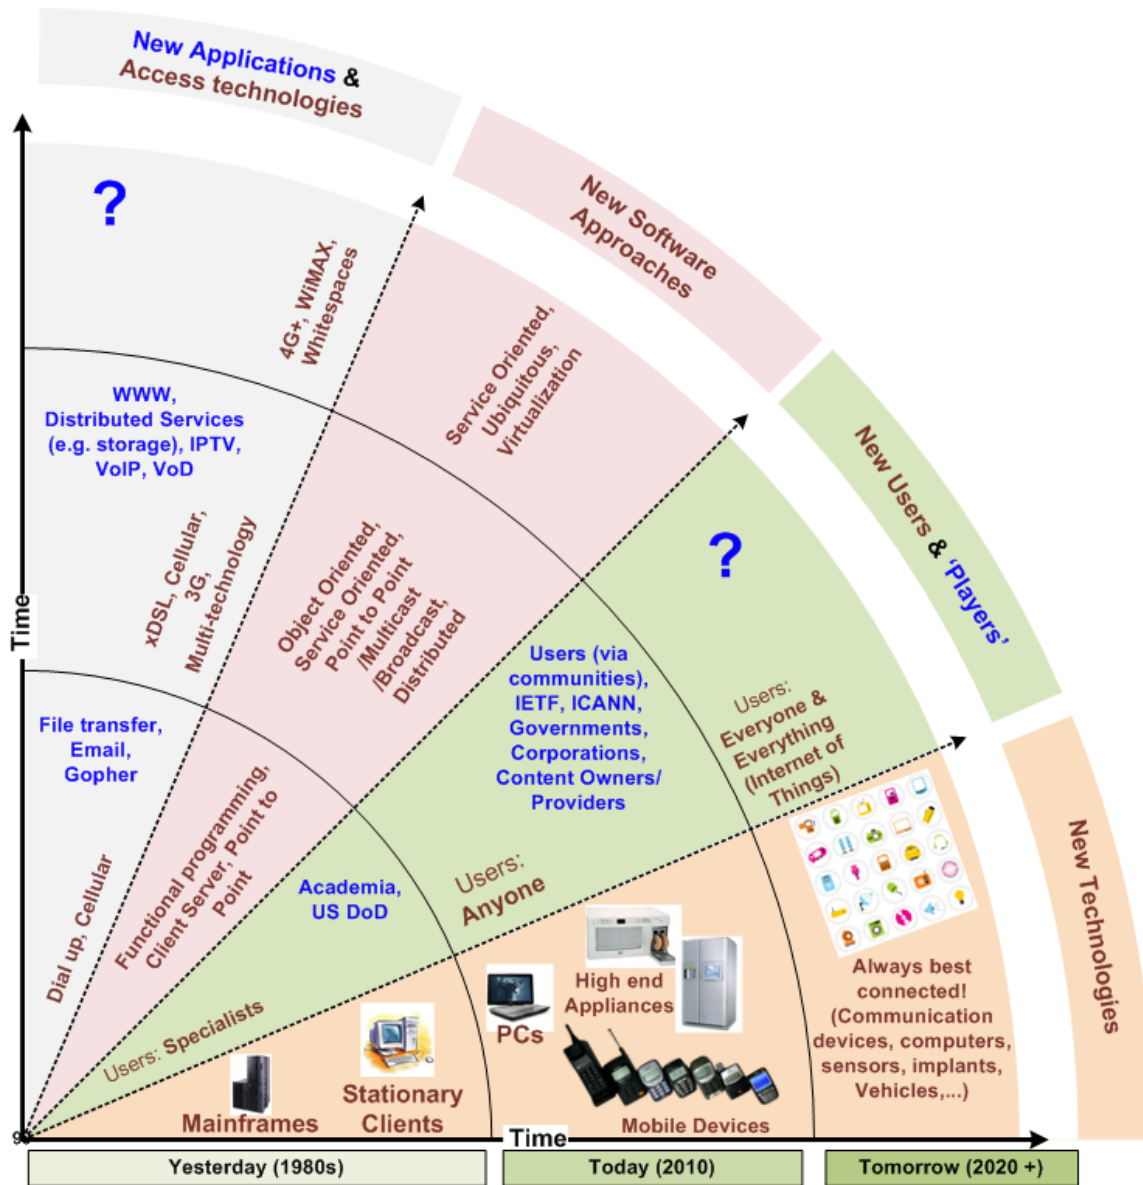 New Applications &
Access technologies
New Software
Approaches
New Users & ‘Players’
New Technologies
?
4G+, WiMAX,
Whitespaces
WWW,
Distributed Services
(e.g. storage), IPTV,
VoIP, VoD
xDSL, Cellular,
3G,
Multi-technology
File transfer,
Email,
Gopher
Dial up, Cellular
Service Oriented,
Ubiquitous,
Virtualization
Object Oriented,
Service Oriented,
Point to Point
/Multicast
/Broadcast,
Distributed
Functional programming,
Client Server, Point to
Point
?
Users (via
communities),
IETF, ICANN,
Governments,
Corporations,
Content Owners/
Providers
Users:
Everyone &
Everything
(Internet of
Things)
Academia,
US DoD
Users:
Anyone
Users: Specialists
Mainframes
Stationary
Clients
PCs
High end
Appliances
Mobile Devices
Always best
connected!
(Communication
devices, computers,
sensors, implants,
Vehicles,...)
Time
Time
Yesterday (1980s)
Today (2010)
Tomorrow (2020 +)